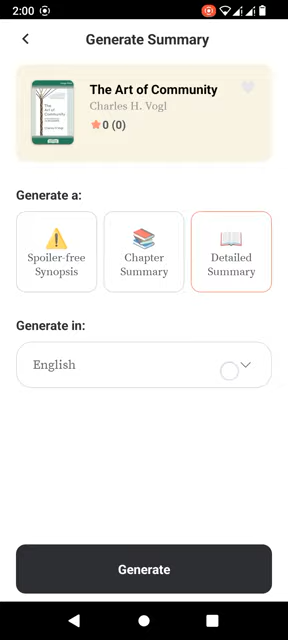 2:00
Generate Summary
The Art of Community
Charles H. Vogl
0 (0)
Generate a:
Spoiler-free
Synopsis
Chapter
Summary
Detailed
Summary
Generate in:
English
Generate